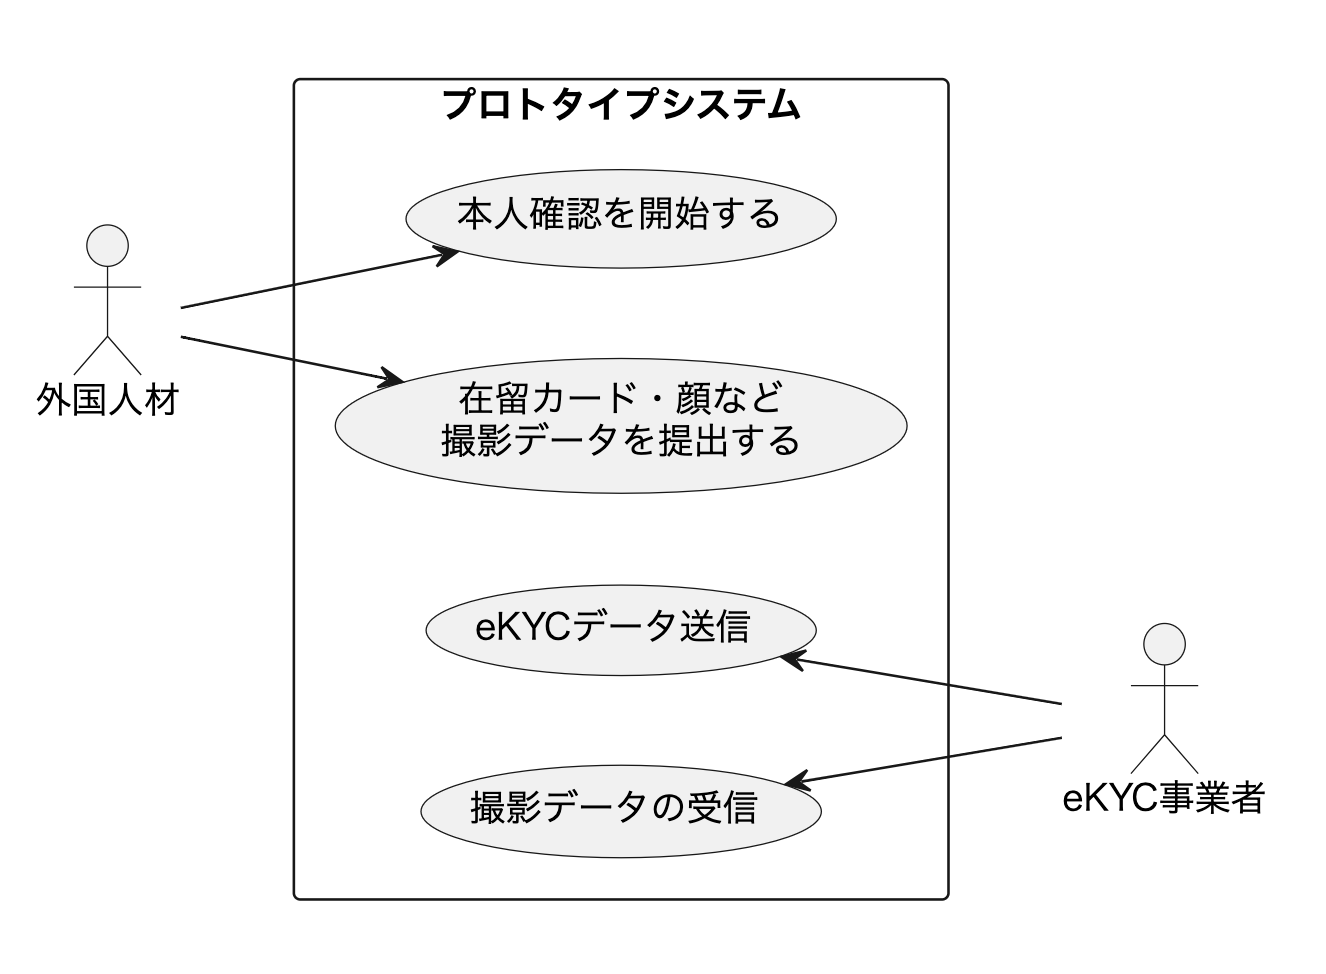 プロトタイプシステム
本人確認を開始する
外国人材
在留カード・顔など
撮影データを提出する
eKYCデータ送信
撮影データの受信
eKYC事業者